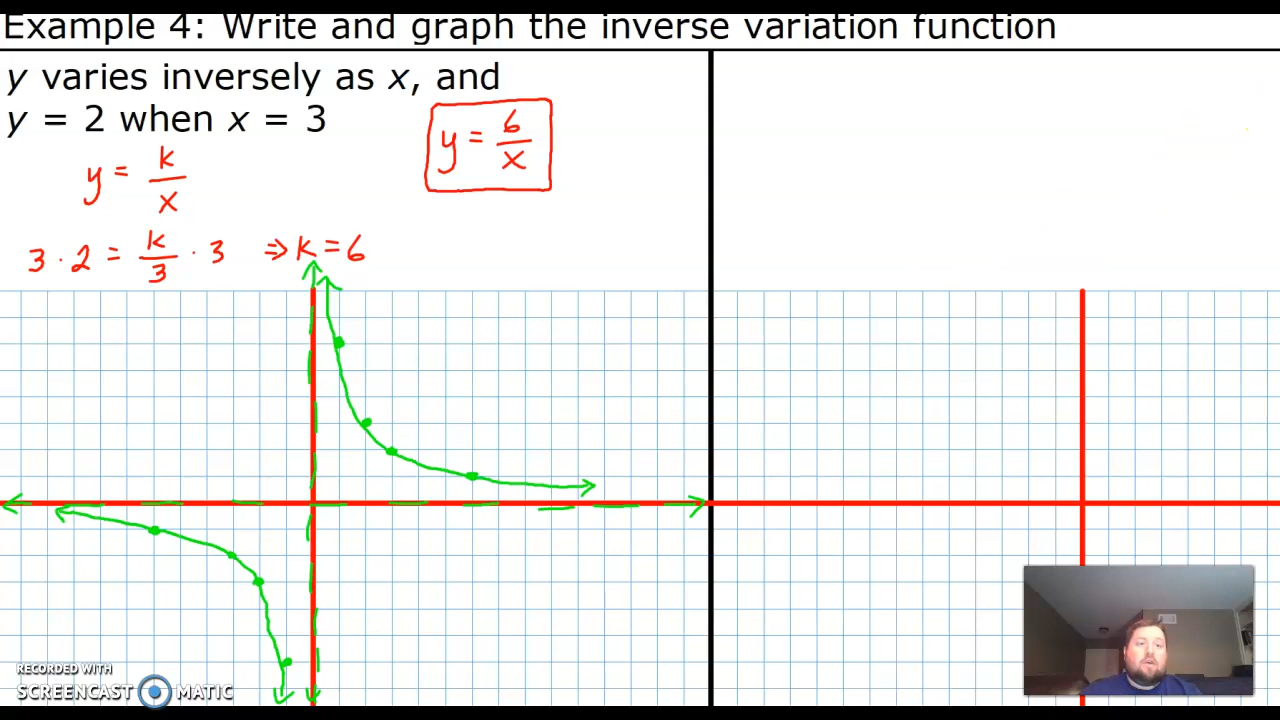 Example 4: Write and graph the inverse variation function
y varies inversely as x, and
y = 2 when x = 3
y = 6/x
y = k/x
3 · 2 = k/3 · 3 ⇒ k = 6
RECORDED WITH
SCREENCAST MATIC